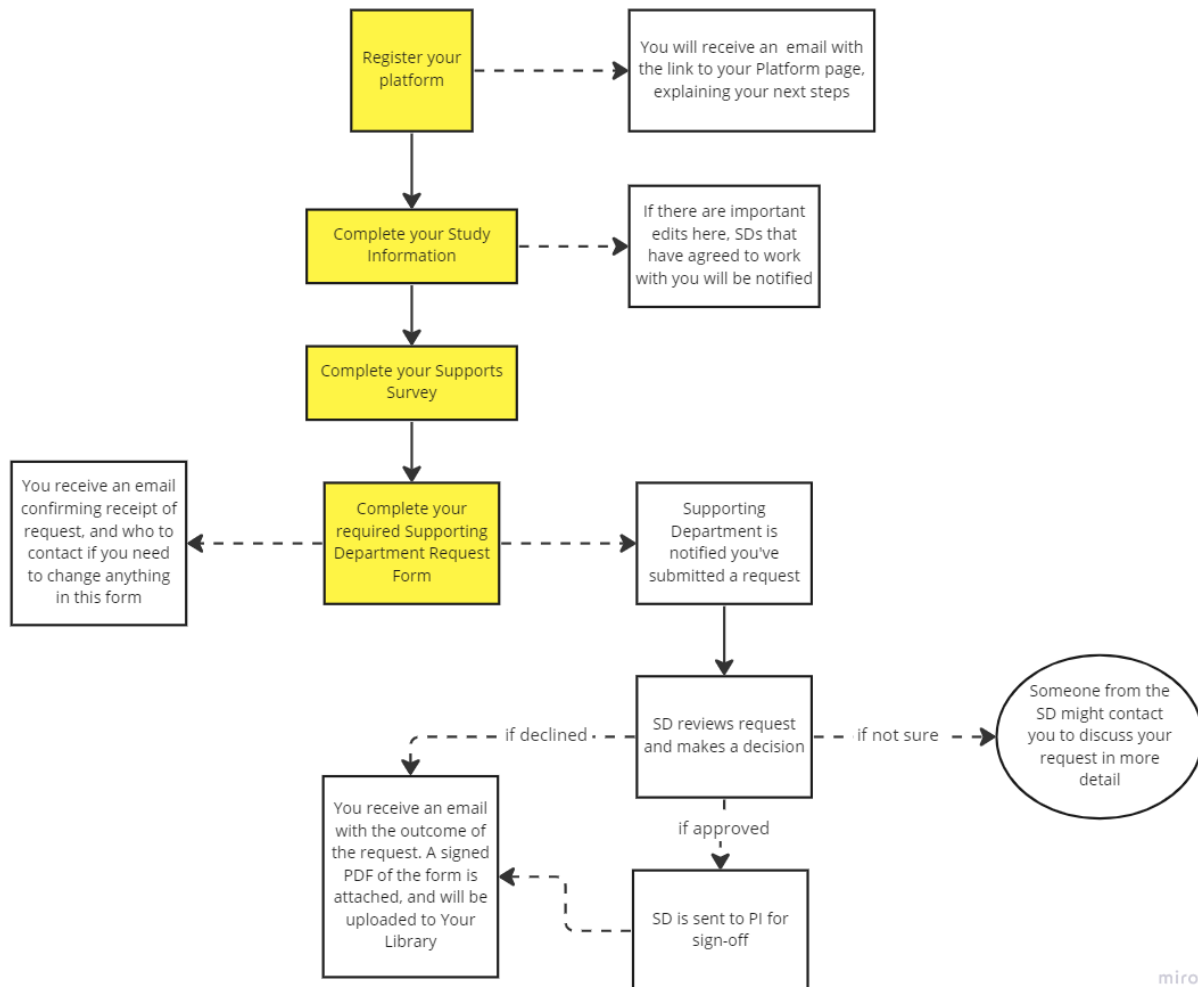 Register your
platform
You will receive an email with
the link to your Platform page,
explaining your next steps
Complete your Study
Information
If there are important
edits here, SDs that
have agreed to work
with you will be notified
Complete your Supports
Survey
You receive an email
confirming receipt of
request, and who to
contact if you need
to change anything
in this form
Complete your
required Supporting
Department Request
Form
Supporting
Department is
notified you've
submitted a request
if declined
SD reviews request
and makes a decision
if not sure
Someone from the
SD might contact
you to discuss your
request in more
detail
if approved
You receive an email
with the outcome of
the request. A signed
PDF of the form is
attached, and will be
uploaded to Your
Library
SD is sent to PI for
sign-off
miro